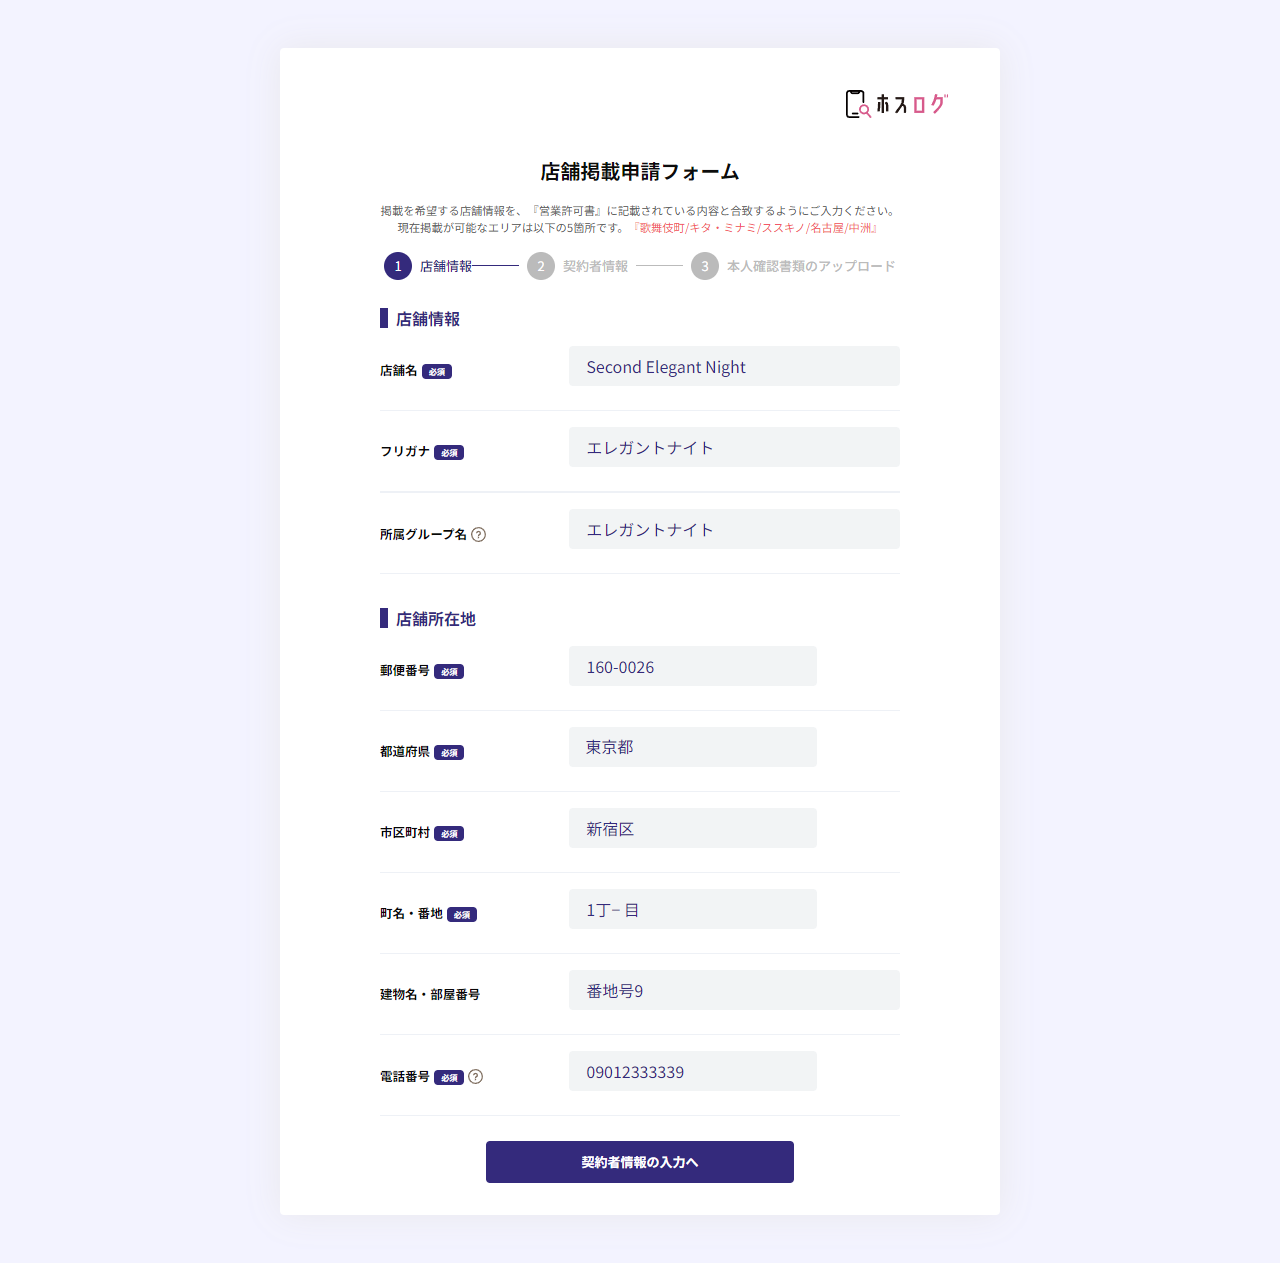 ホスログ
店舗掲載申請フォーム
掲載を希望する店舗情報を、『営業許可書』に記載されている内容と合致するようにご入力ください。
現在掲載が可能なエリアは以下の5箇所です。『歌舞伎町/キタ・ミナミ/ススキノ/名古屋/中洲』
1 店舗情報 2 契約者情報 3 本人確認書類のアップロード
店舗情報
店舗名 必須 Second Elegant Night
フリガナ 必須 エレガントナイト
所属グループ名 ? エレガントナイト
店舗所在地
郵便番号 必須 160-0026
都道府県 必須 東京都
市区町村 必須 新宿区
町名・番地 必須 1丁− 目
建物名・部屋番号 番地号9
電話番号 必須 ? 09012333339
契約者情報の入力へ